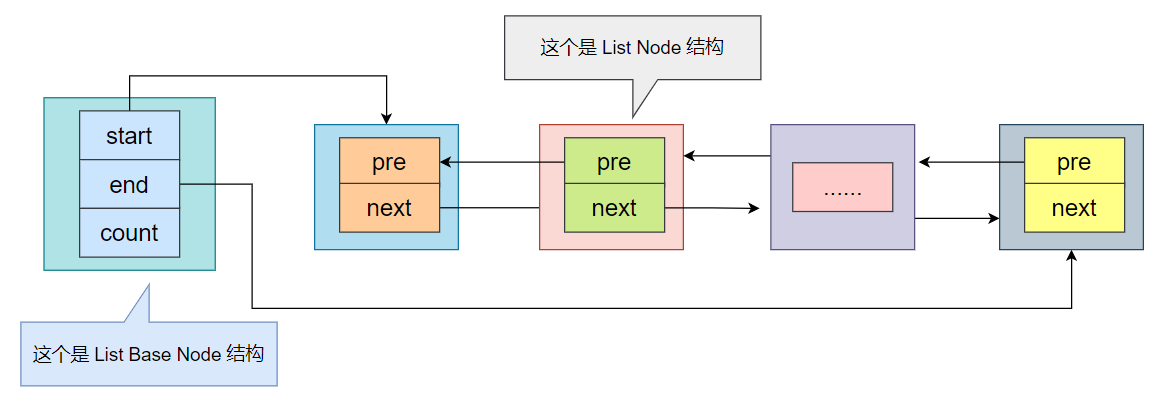 这个是 List Node 结构
start
end
count
pre
next
pre
next
......
pre
next
这个是 List Base Node 结构